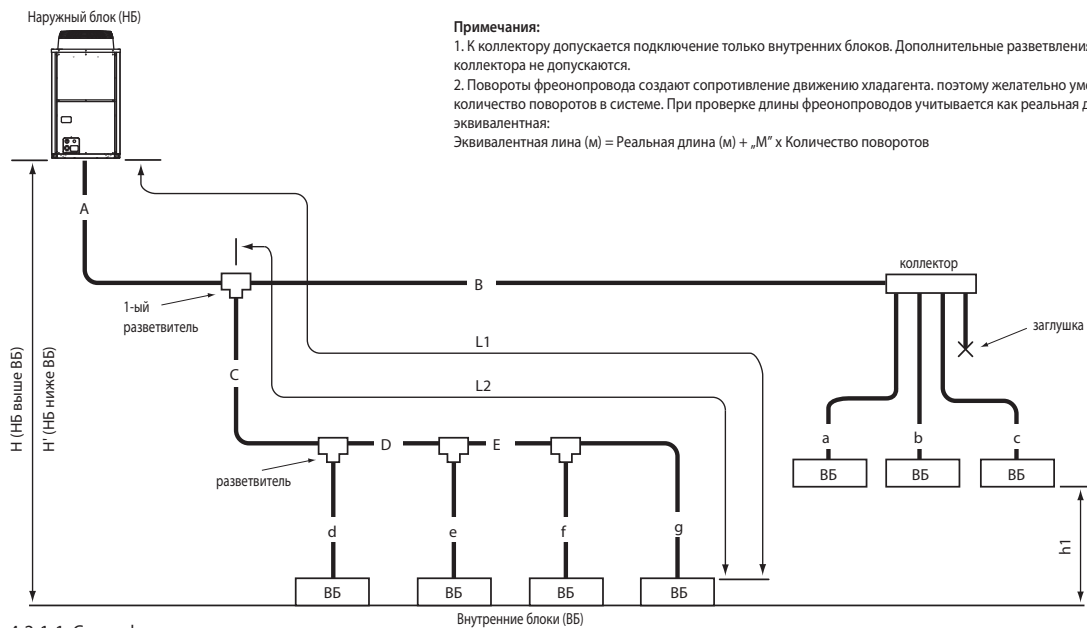 Наружный блок (НБ)
Примечания:
1. К коллектору допускается подключение только внутренних блоков. Дополнительные разветвления
коллектора не допускаются.
2. Повороты фреонопровода создают сопротивление движению хладагента. поэтому желательно
количество поворотов в системе. При проверке длины фреонопроводов учитывается как реальная
эквивалентная:
Эквивалентная лина (м) = Реальная длина (м) + „М" x Количество поворотов
A
1-ый
разветвитель
B
коллектор
заглушка
H (НБ выше ВБ)
H' (НБ ниже ВБ)
C
L1
L2
a
b
c
ВБ
ВБ
ВБ
D
E
разветвитель
d
e
f
g
h1
ВБ
ВБ
ВБ
ВБ
Внутренние блоки (ВБ)